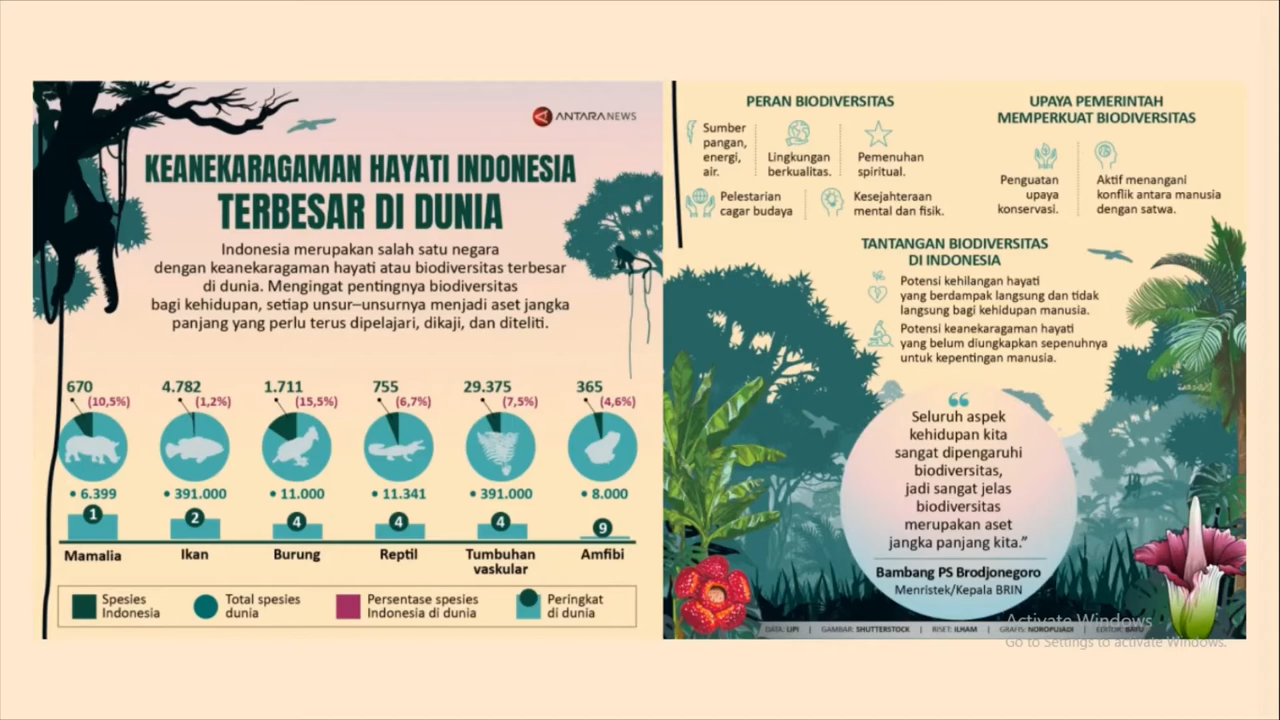 ANTARANEWS
KEANEKARAGAMAN HAYATI INDONESIA
TERBESAR DI DUNIA
Indonesia merupakan salah satu negara
dengan keanekaragaman hayati atau biodiversitas terbesar
di dunia. Mengingat pentingnya biodiversitas
bagi kehidupan, setiap unsur–unsurnya menjadi aset jangka
panjang yang perlu terus dipelajari, dikaji, dan diteliti.
670 4.782 1.711 755 29.375 365
(10,5%) (1,2%) (15,5%) (6,7%) (7,5%) (4,6%)
• 6.399 • 391.000 • 11.000 • 11.341 • 391.000 • 8.000
1 2 4 4 4 9
Mamalia Ikan Burung Reptil Tumbuhan Amfibi
vaskular
Spesies Total spesies Persentase spesies Peringkat
Indonesia dunia Indonesia di dunia di dunia
PERAN BIODIVERSITAS
Sumber
pangan,
energi,
air.
Lingkungan
berkualitas.
Pemenuhan
spiritual.
Pelestarian
cagar budaya
Kesejahteraan
mental dan fisik.
UPAYA PEMERINTAH
MEMPERKUAT BIODIVERSITAS
Penguatan
upaya
konservasi.
Aktif menangani
konflik antara manusia
dengan satwa.
TANTANGAN BIODIVERSITAS
DI INDONESIA
Potensi kehilangan hayati
yang berdampak langsung dan tidak
langsung bagi kehidupan manusia.
Potensi keanekaragaman hayati
yang belum diungkapkan sepenuhnya
untuk kepentingan manusia.
“
Seluruh aspek
kehidupan kita
sangat dipengaruhi
biodiversitas,
jadi sangat jelas
biodiversitas
merupakan aset
jangka panjang kita.”
Bambang PS Brodjonegoro
Menristek/Kepala BRIN
DATA: LIPI | GAMBAR: SHUTTERSTOCK | RISET: ILHAM | GRAFIS: NOROPUJADI | EDITOR: BAYU
Activate Windows
Go to Settings to activate Windows.